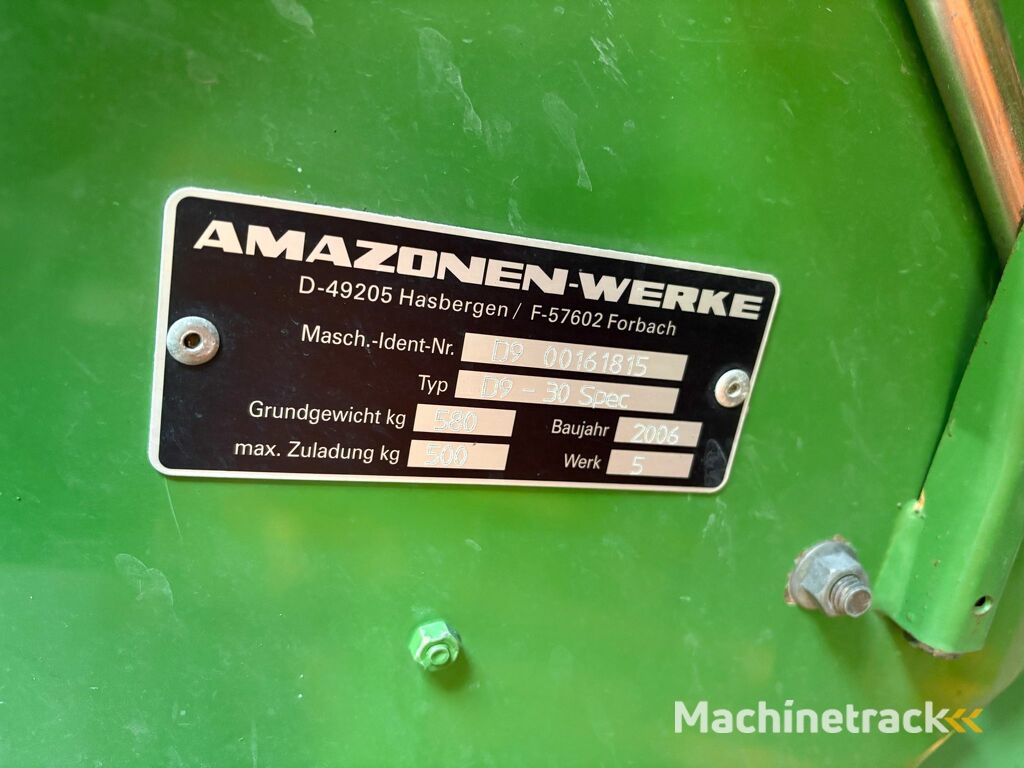 AMAZONEN-WERKE
D-49205 Hasbergen / F-57602 Forbach
Masch.-Ident-Nr. D9 00161815
Typ D9 - 30 Spec
Grundgewicht kg 580 Baujahr 2006
max. Zuladung kg 500 Werk 5
Machinetrack